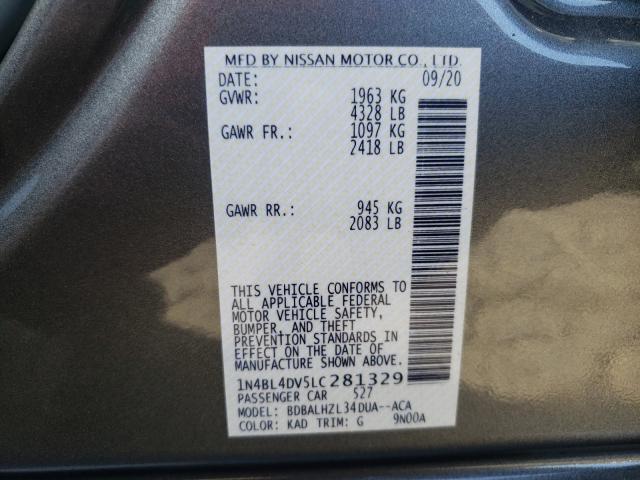 MFD BY NISSAN MOTOR CO., LTD.
DATE: 09/20
GVWR: 1963 KG
4328 LB
GAWR FR.: 1097 KG
2418 LB
GAWR RR.: 945 KG
2083 LB
THIS VEHICLE CONFORMS TO
ALL APPLICABLE FEDERAL
MOTOR VEHICLE SAFETY,
BUMPER, AND THEFT
PREVENTION STANDARDS IN
EFFECT ON THE DATE OF
MANUFACTURE SHOWN ABOVE.
1N4BL4DV5LC281329
PASSENGER CAR 527
MODEL: BDBALHZL34DUA--ACA
COLOR: KAD TRIM: G 9N00A